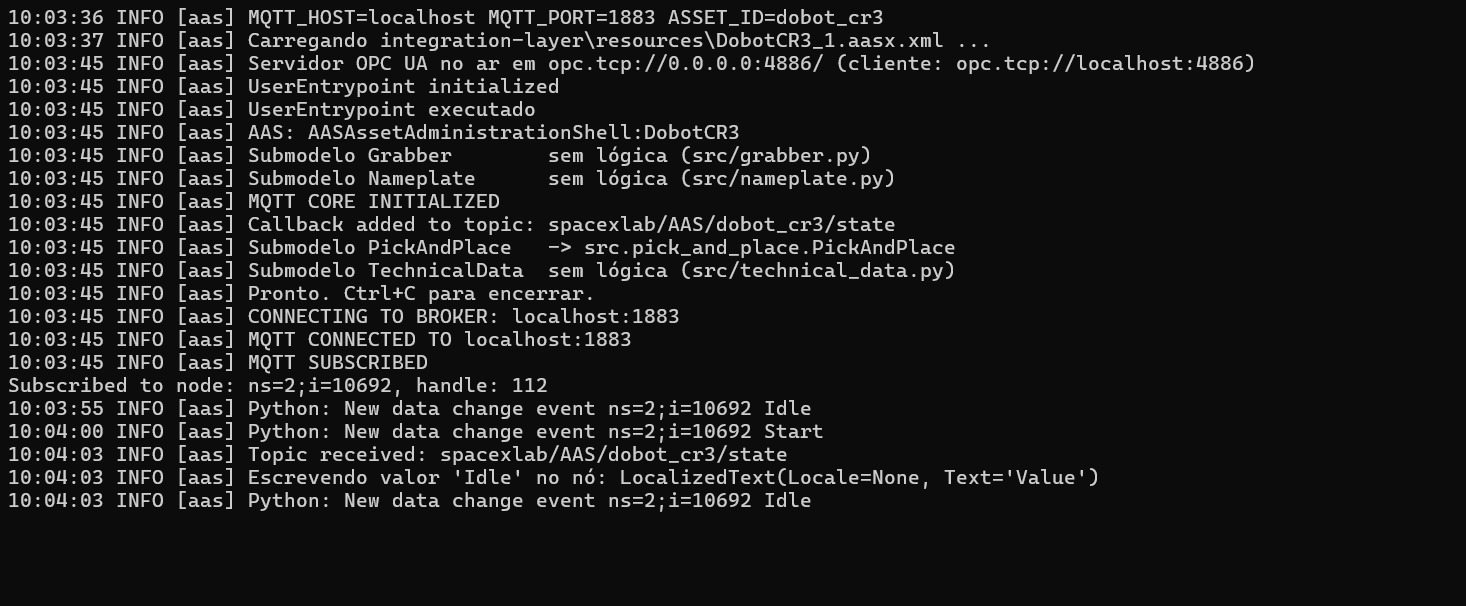 10:03:36 INFO [aas] MQTT_HOST=localhost MQTT_PORT=1883 ASSET_ID=dobot_cr3
10:03:37 INFO [aas] Carregando integration-layer\resources\DobotCR3_1.aasx.xml ...
10:03:45 INFO [aas] Servidor OPC UA no ar em opc.tcp://0.0.0.0:4886/ (cliente: opc.tcp://localhost:4886)
10:03:45 INFO [aas] UserEntrypoint initialized
10:03:45 INFO [aas] UserEntrypoint executado
10:03:45 INFO [aas] AAS: AASAssetAdministrationShell:DobotCR3
10:03:45 INFO [aas] Submodelo Grabber        sem lógica (src/grabber.py)
10:03:45 INFO [aas] Submodelo Nameplate      sem lógica (src/nameplate.py)
10:03:45 INFO [aas] MQTT CORE INITIALIZED
10:03:45 INFO [aas] Callback added to topic: spacexlab/AAS/dobot_cr3/state
10:03:45 INFO [aas] Submodelo PickAndPlace   -> src.pick_and_place.PickAndPlace
10:03:45 INFO [aas] Submodelo TechnicalData  sem lógica (src/technical_data.py)
10:03:45 INFO [aas] Pronto. Ctrl+C para encerrar.
10:03:45 INFO [aas] CONNECTING TO BROKER: localhost:1883
10:03:45 INFO [aas] MQTT CONNECTED TO localhost:1883
10:03:45 INFO [aas] MQTT SUBSCRIBED
Subscribed to node: ns=2;i=10692, handle: 112
10:03:55 INFO [aas] Python: New data change event ns=2;i=10692 Idle
10:04:00 INFO [aas] Python: New data change event ns=2;i=10692 Start
10:04:03 INFO [aas] Topic received: spacexlab/AAS/dobot_cr3/state
10:04:03 INFO [aas] Escrevendo valor 'Idle' no nó: LocalizedText(Locale=None, Text='Value')
10:04:03 INFO [aas] Python: New data change event ns=2;i=10692 Idle